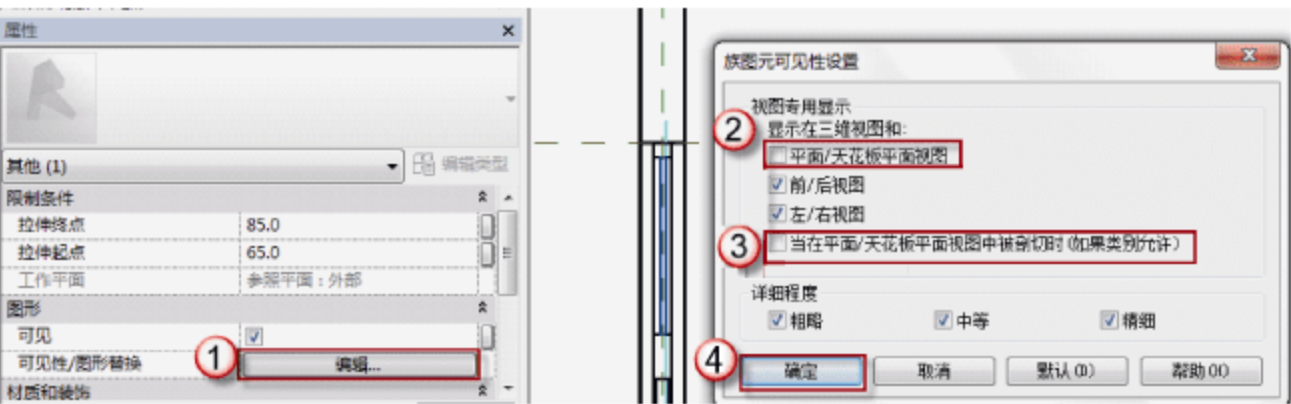 属性
其他 (1)
编辑类型
限制条件
拉伸终点 85.0
拉伸起点 65.0
工作平面 参照平面 : 外部
图形
可见
可见性/图形替换 1 编辑...
材质和装饰
族图元可见性设置
视图专用显示
显示在三维视图和:
2 平面/天花板平面视图
前/后视图
左/右视图
3 当在平面/天花板平面视图中被剖切时(如果类别允许)
详细程度
粗略 中等 精细
4 确定 取消 默认(D) 帮助(H)